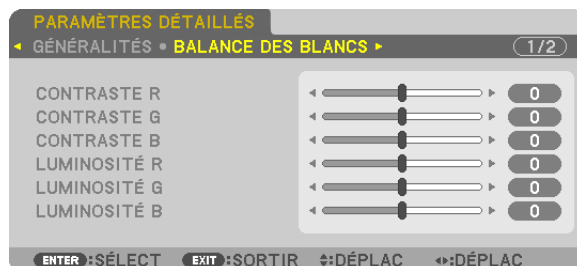 PARAMÈTRES DÉTAILLÉS
GÉNÉRALITÉS • BALANCE DES BLANCS 1/2
CONTRASTE R 0
CONTRASTE G 0
CONTRASTE B 0
LUMINOSITÉ R 0
LUMINOSITÉ G 0
LUMINOSITÉ B 0
ENTER :SÉLECT EXIT :SORTIR :DÉPLAC :DÉPLAC